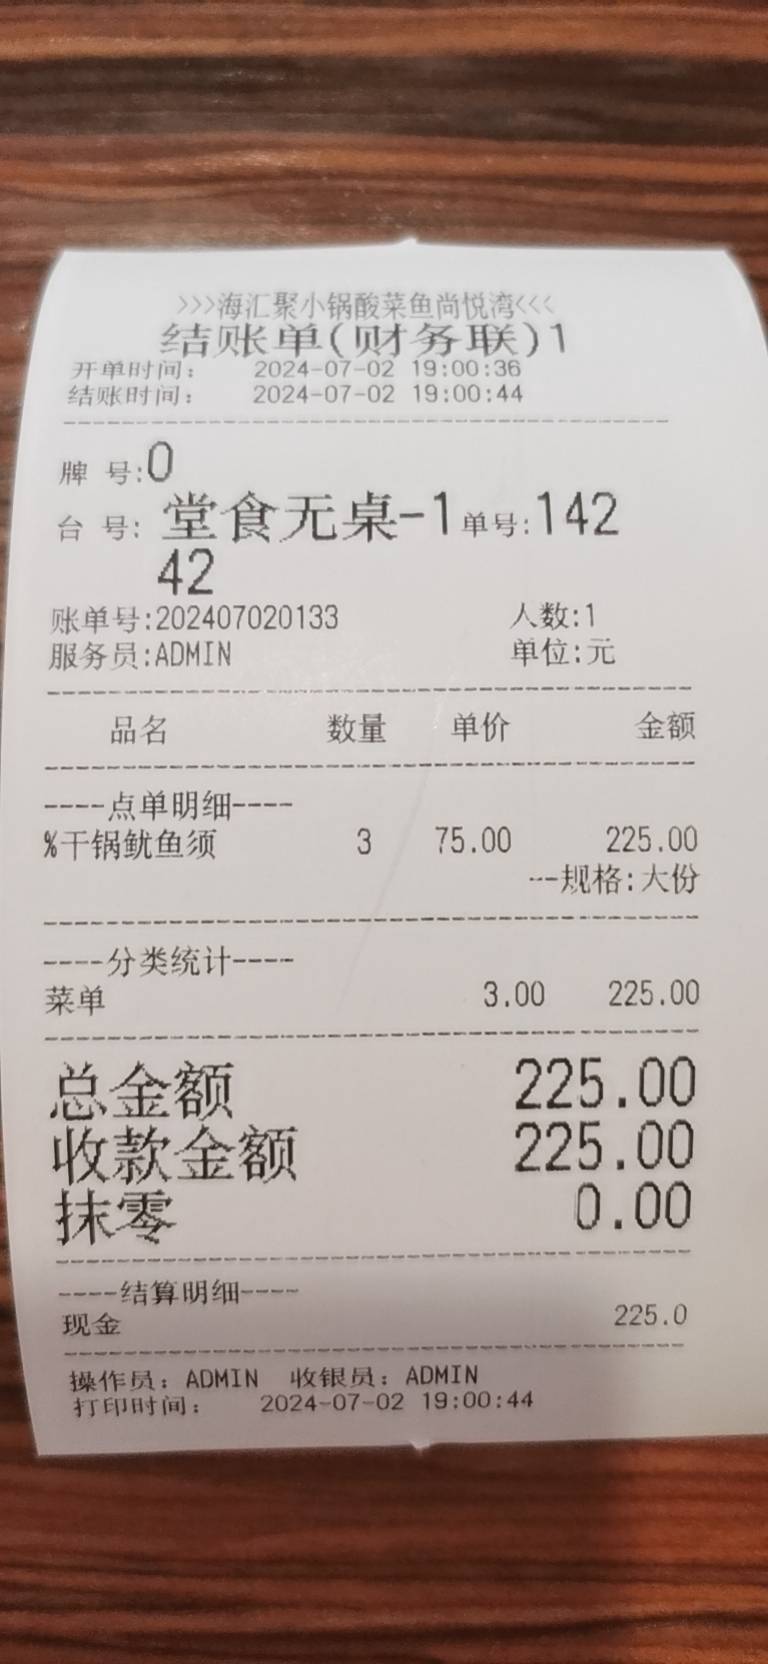 >>>海汇聚小锅酸菜鱼尚悦湾<<<
结账单(财务联)1
开单时间: 2024-07-02 19:00:36
结账时间: 2024-07-02 19:00:44
牌 号:0
台 号: 堂食无桌-1 单号:142
42
账单号:202407020133 人数:1
服务员:ADMIN 单位:元
品名 数量 单价 金额
----点单明细----
%干锅鱿鱼须 3 75.00 225.00
--规格:大份
----分类统计----
菜单 3.00 225.00
总金额 225.00
收款金额 225.00
抹零 0.00
----结算明细----
现金 225.0
操作员: ADMIN 收银员: ADMIN
打印时间: 2024-07-02 19:00:44